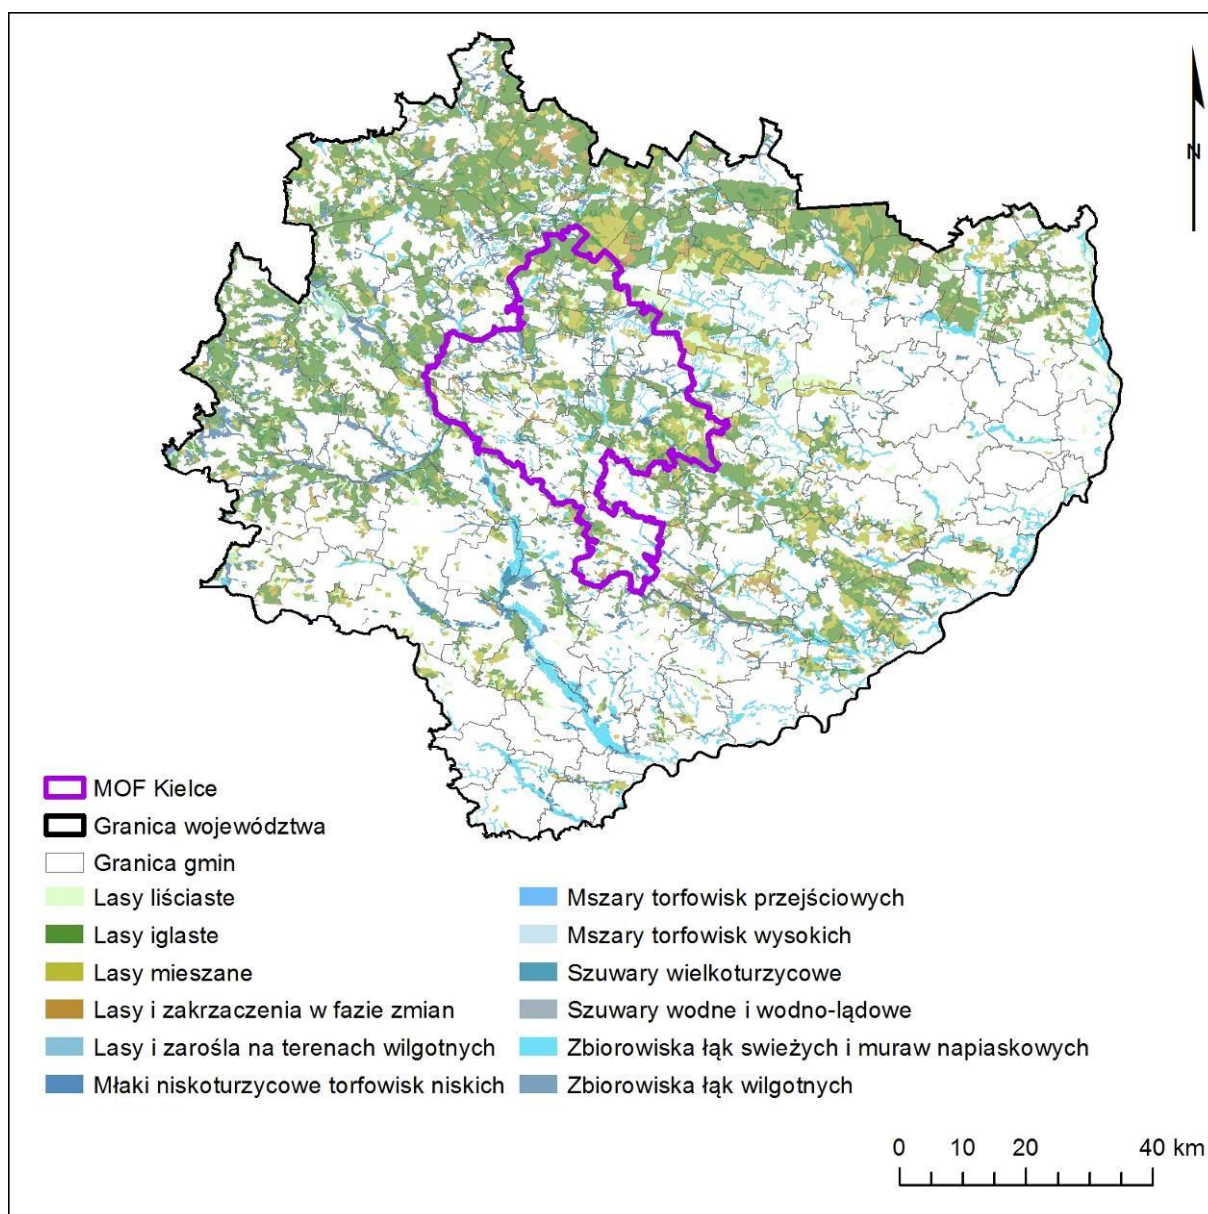 N
MOF Kielce
Granica województwa
Granica gmin
Lasy liściaste
Lasy iglaste
Lasy mieszane
Lasy i zakrzaczenia w fazie zmian
Lasy i zarośla na terenach wilgotnych
Młaki niskoturzycowe torfowisk niskich
Mszary torfowisk przejściowych
Mszary torfowisk wysokich
Szuwary wielkoturzycowe
Szuwary wodne i wodno-lądowe
Zbiorowiska łąk swieżych i muraw napiaskowych
Zbiorowiska łąk wilgotnych
0 10 20 40 km